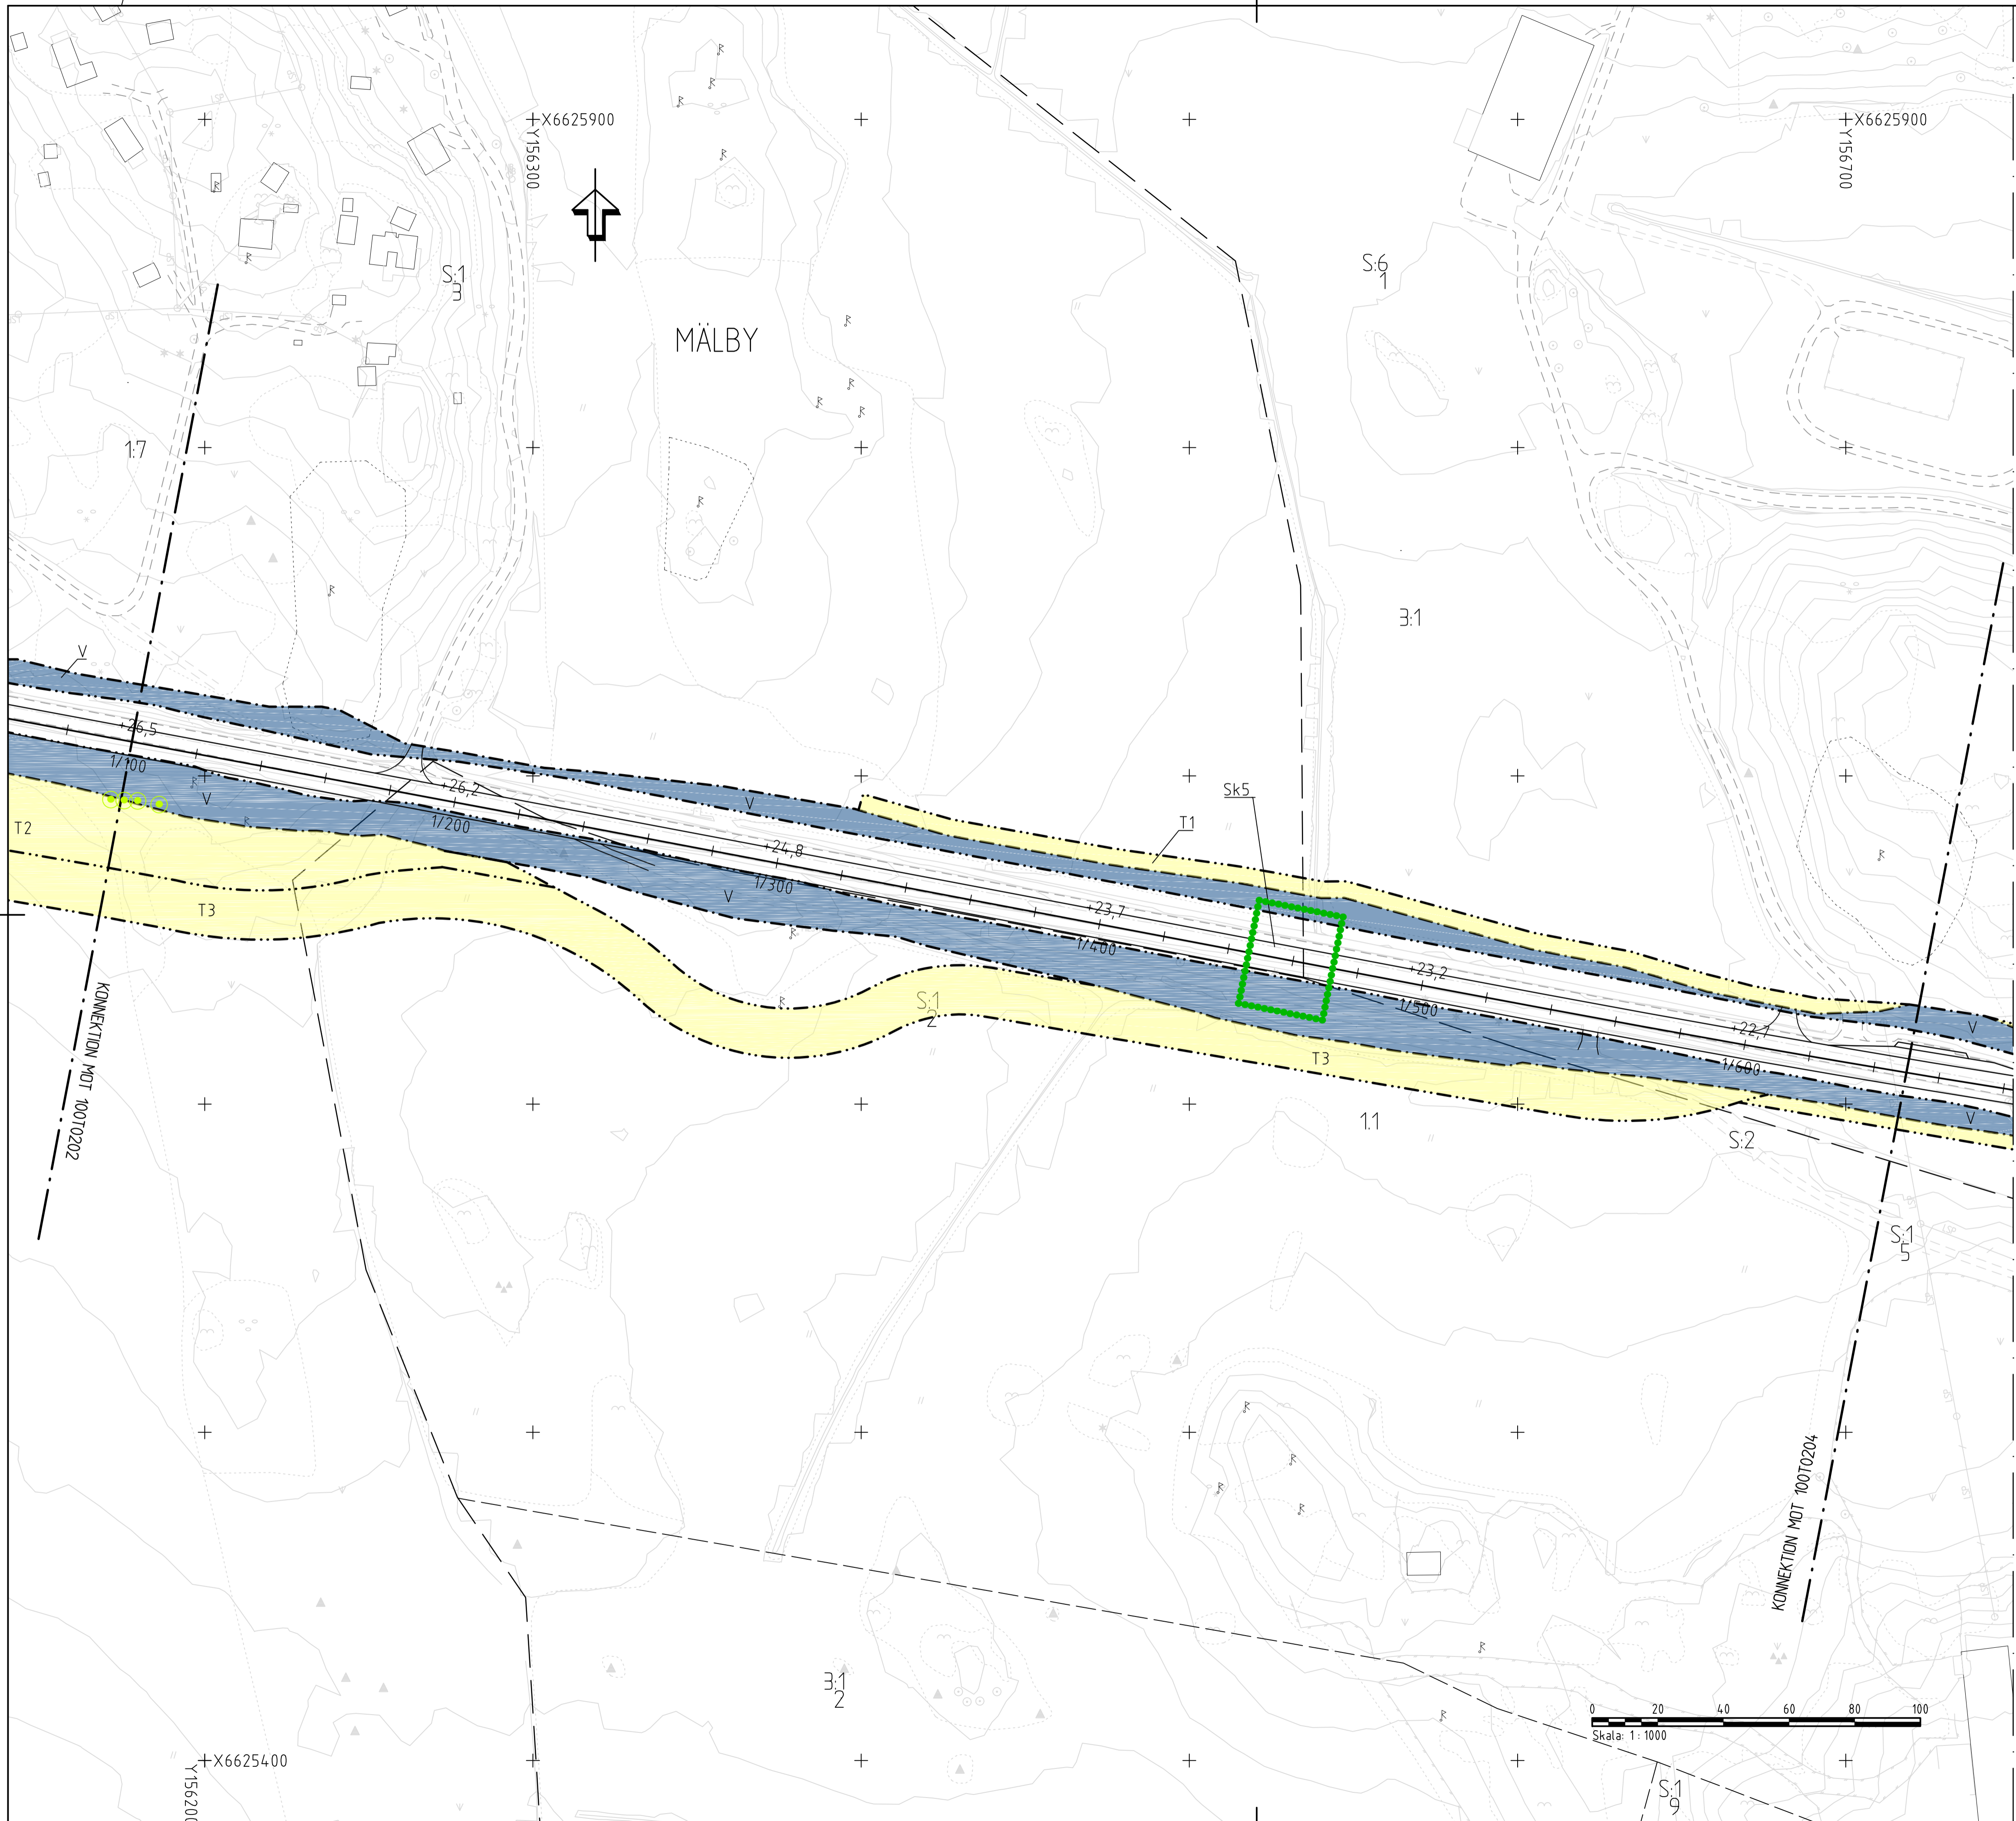 X6625900
Y156300
X6625900
Y156700
S:1
3
MÄLBY
S:6
1
1:7
3:1
V
+26,5
1/100
V
+26,2
1/200
V
+24,8
1/300
V
Sk5
T1
T2
T3
+23,7
1/400
+23,2
1/500
+22,7
1/600
V
V
S:1
2
T3
1:1
S:2
S:1
5
KONNEKTION MOT 100T0202
KONNEKTION MOT 100T0204
3:1
2
0 20 40 60 80 100
Skala: 1:1000
X6625400
Y156200
S:1
9